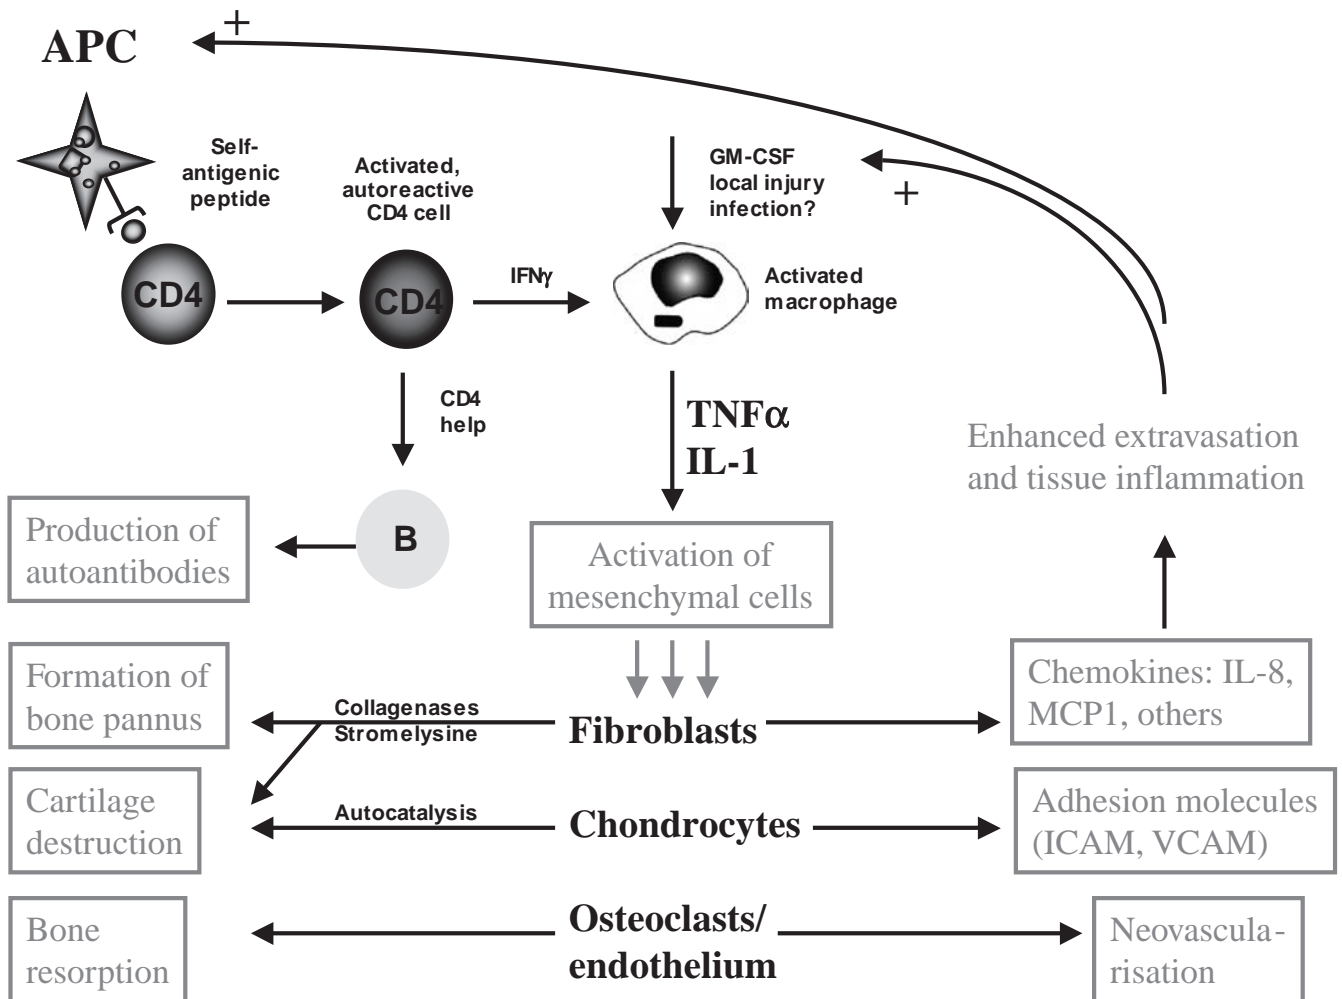 +
APC
Self-
antigenic
peptide
Activated,
autoreactive
CD4 cell
GM-CSF
local injury
infection?
+
CD4
CD4
IFNγ
Activated
macrophage
CD4
help
TNFα
IL-1
Enhanced extravasation
and tissue inflammation
Production of
autoantibodies
B
Activation of
mesenchymal cells
Formation of
bone pannus
Collagenases
Stromelysine
Fibroblasts
Chemokines: IL-8,
MCP1, others
Cartilage
destruction
Autocatalysis
Chondrocytes
Adhesion molecules
(ICAM, VCAM)
Bone
resorption
Osteoclasts/
endothelium
Neovascula-
risation